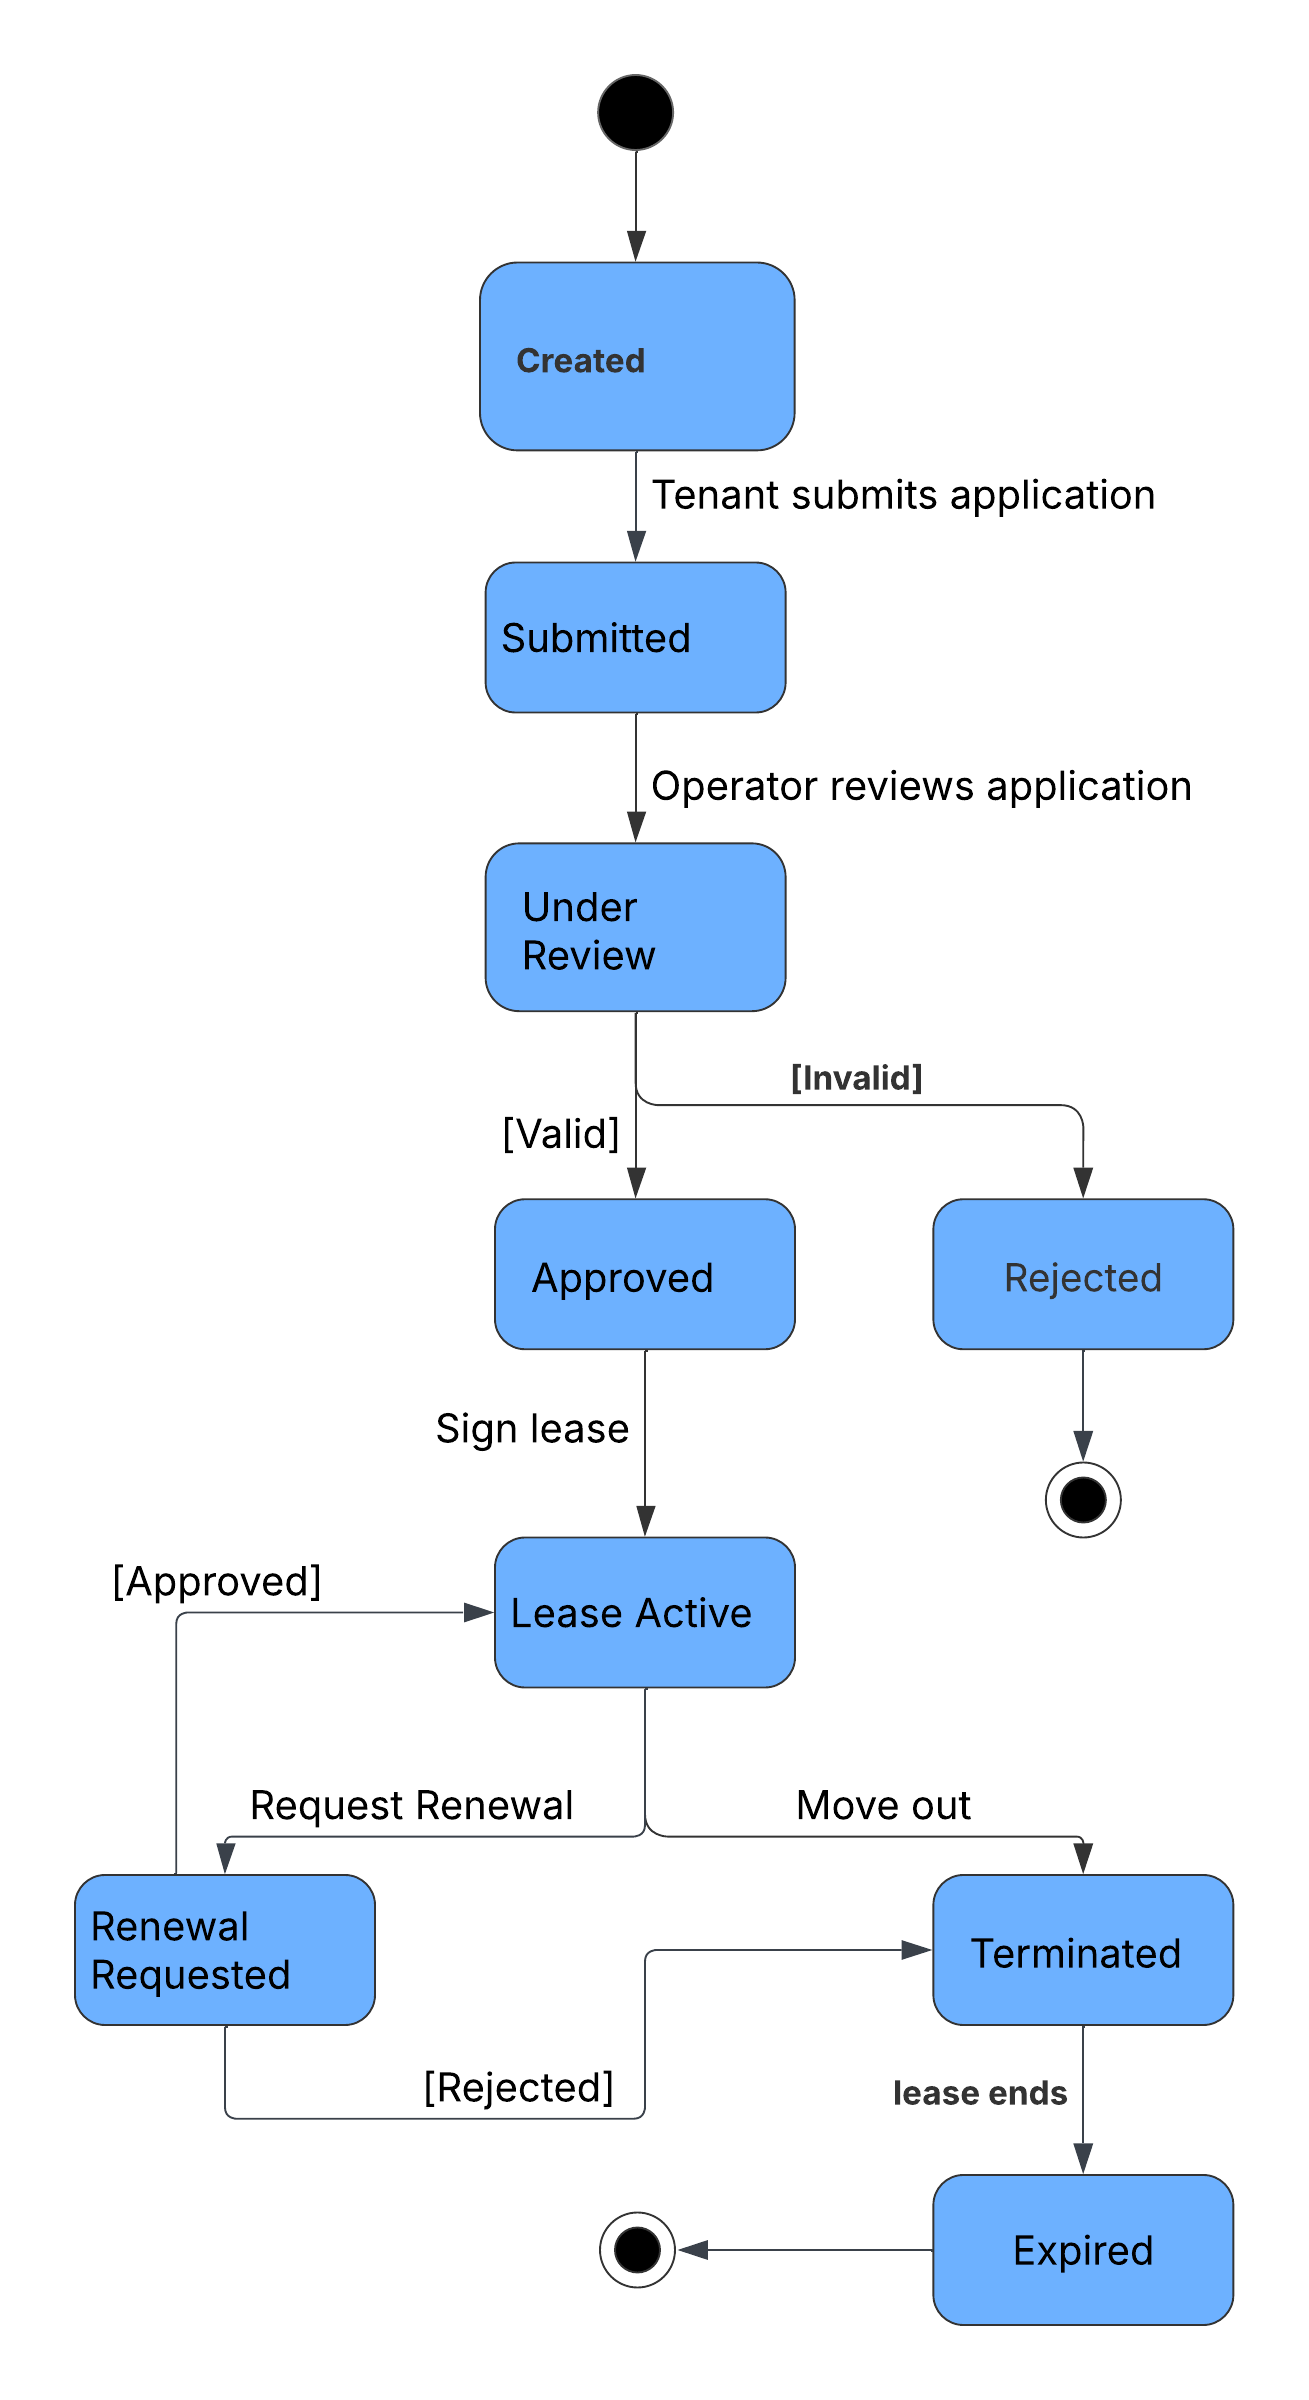 Created
Tenant submits application
Submitted
Operator reviews application
Under
Review
[Invalid]
[Valid]
Approved
Rejected
Sign lease
[Approved]
Lease Active
Request Renewal
Move out
Renewal
Requested
Terminated
[Rejected]
lease ends
Expired